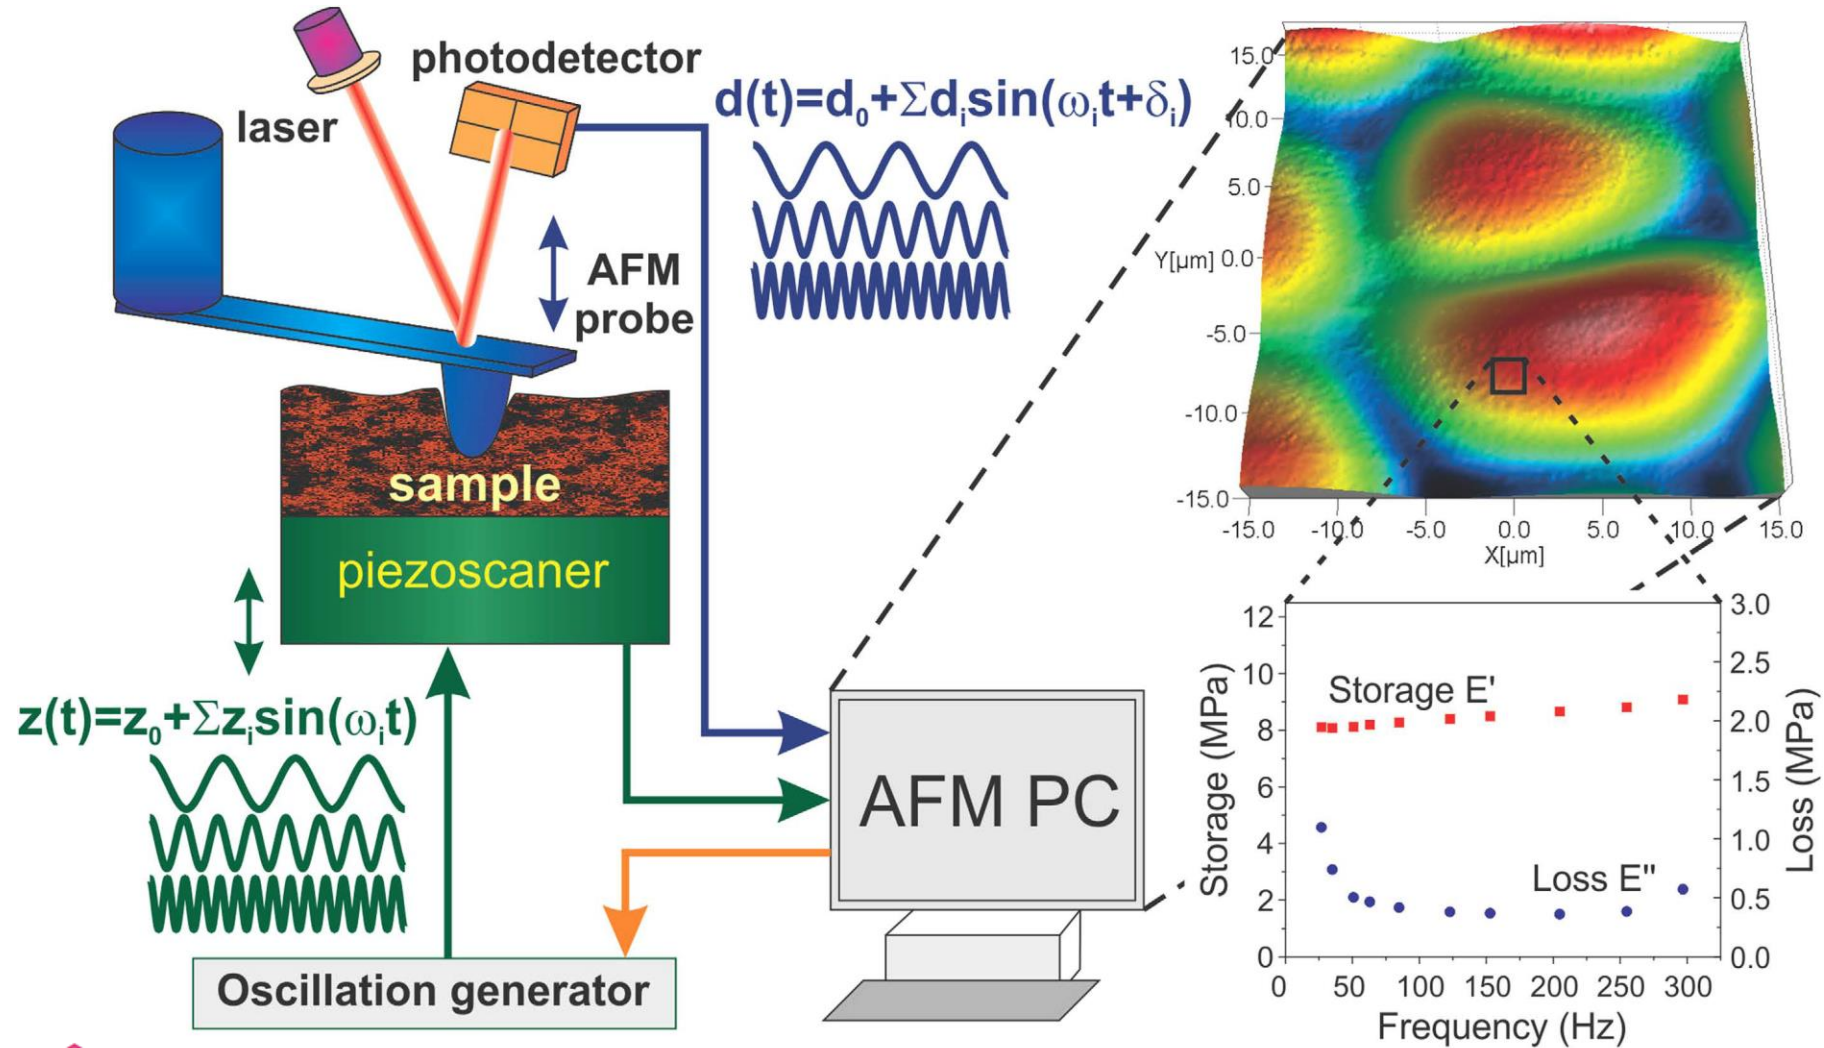 photodetector
laser
d(t)=d₀+Σdᵢsin(ωᵢt+δᵢ)
AFM
probe
sample
piezoscaner
z(t)=z₀+Σzᵢsin(ωᵢt)
Oscillation generator
AFM PC
15.0
10.0
5.0
Y[µm] 0.0
-5.0
-10.0
-15.0
-15.0 -10.0 -5.0 0.0 5.0 10.0 15.0
X[µm]
Storage (MPa)
12
10
8
6
4
2
0
Storage E'
Loss E"
3.0
2.5
2.0
1.5
1.0
0.5
0.0
Loss (MPa)
0 50 100 150 200 250 300
Frequency (Hz)